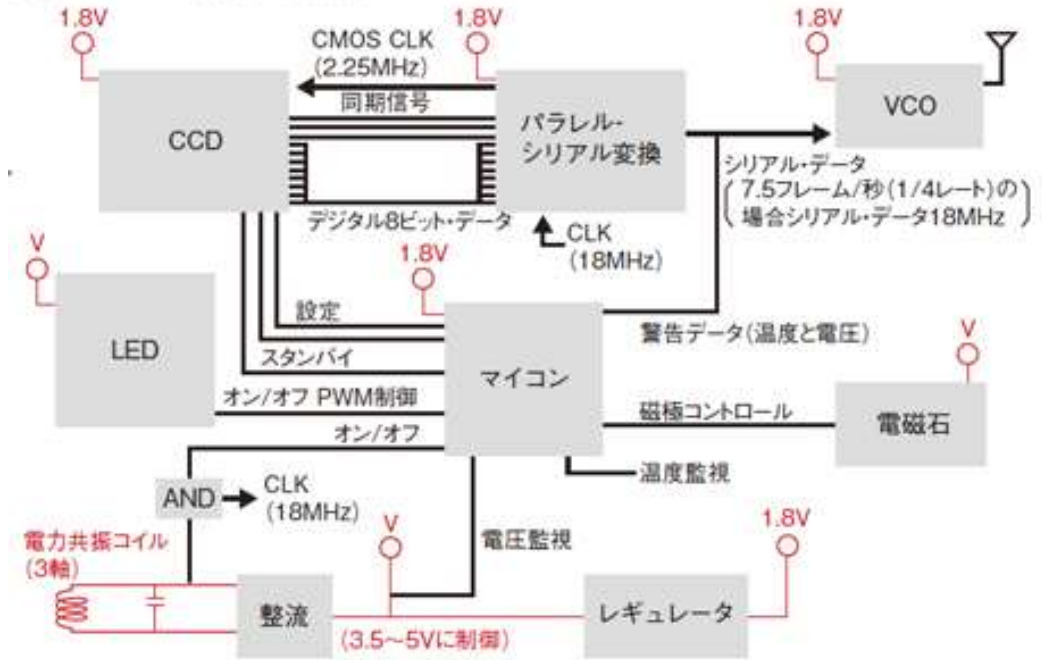 1.8V
1.8V
1.8V
CMOS CLK
(2.25MHz)
同期信号
CCD
パラレル・
シリアル変換
VCO
シリアル・データ
7.5フレーム/秒(1/4レート)の
場合シリアル・データ18MHz
デジタル8ビット・データ
CLK
(18MHz)
1.8V
V
LED
設定
スタンバイ
オン/オフ PWM制御
オン/オフ
マイコン
警告データ(温度と電圧)
V
磁極コントロール
電磁石
温度監視
AND
CLK
(18MHz)
電力共振コイル
(3軸)
V
電圧監視
1.8V
整流
(3.5〜5Vに制御)
レギュレータ